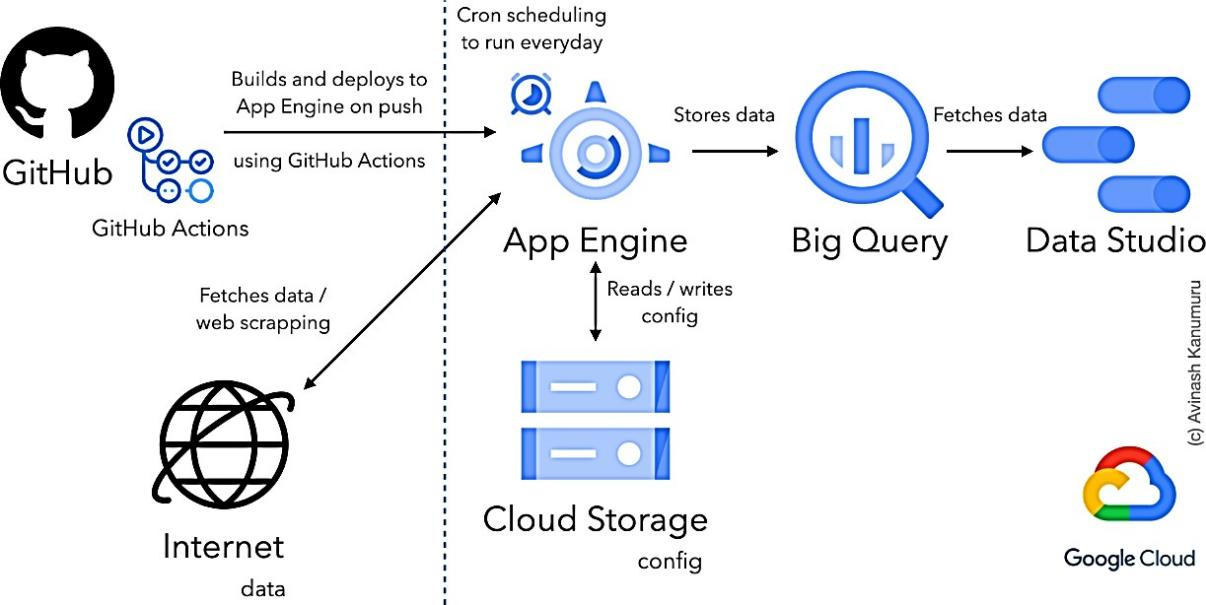 Cron scheduling
to run everyday
Builds and deploys to
App Engine on push
using GitHub Actions
GitHub
GitHub Actions
Stores data
Fetches data
App Engine
Big Query
Data Studio
Fetches data /
web scrapping
Reads / writes
config
Internet
data
Cloud Storage
config
(c) Avinash Kanumuru
Google Cloud